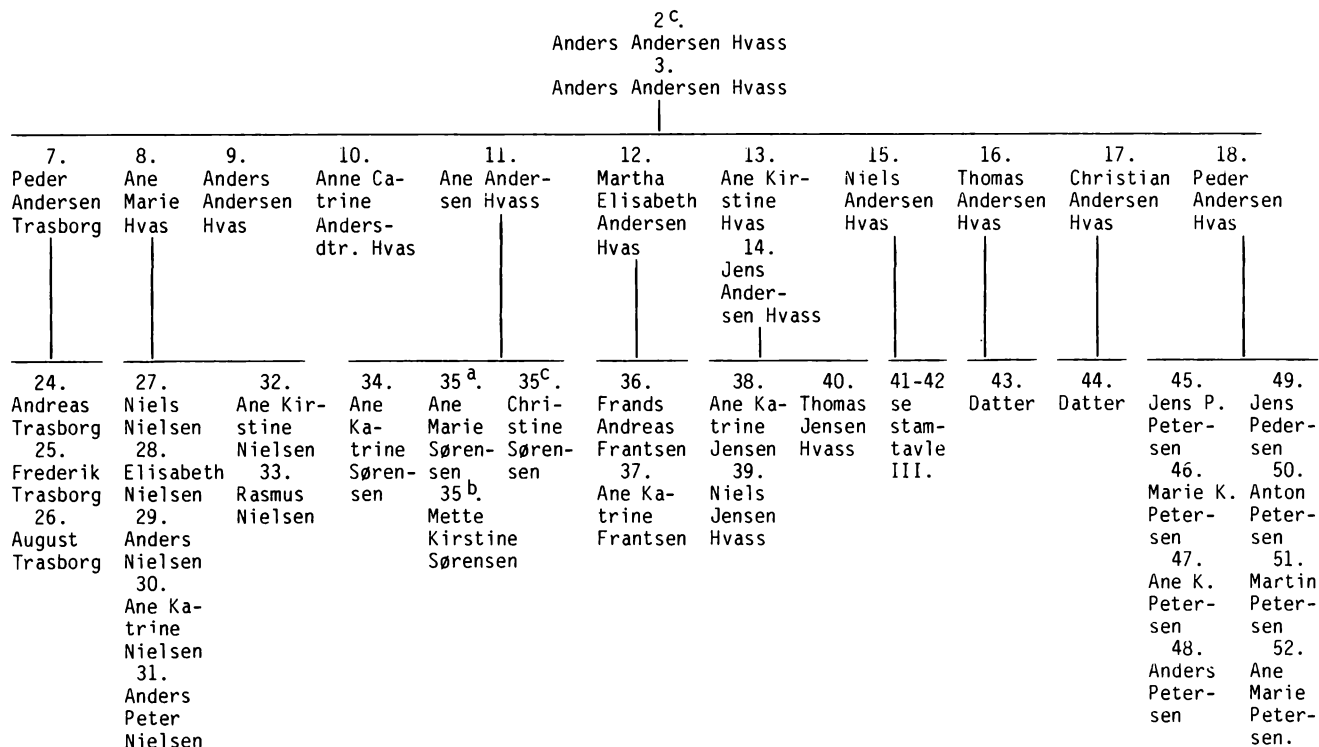 2c.
Anders Andersen Hvass
3.
Anders Andersen Hvass
7.
Peder
Andersen
Trasborg
8.
Ane
Marie
Hvas
9.
Anders
Andersen
Hvas
10.
Anne Ca-
trine
Anders-
dtr. Hvas
11.
Ane Ander-
sen Hvass
12.
Martha
Elisabeth
Andersen
Hvas
13.
Ane Kir-
stine
Hvas
14.
Jens
Ander-
sen Hvass
15.
Niels
Andersen
Hvas
16.
Thomas
Andersen
Hvas
17.
Christian
Andersen
Hvas
18.
Peder
Andersen
Hvas
24.
Andreas
Trasborg
25.
Frederik
Trasborg
26.
August
Trasborg
27.
Niels
Nielsen
28.
Elisabeth
Nielsen
29.
Anders
Nielsen
30.
Ane Ka-
trine
Nielsen
31.
Anders
Peter
Nielsen
32.
Ane Kir-
stine
Nielsen
33.
Rasmus
Nielsen
34.
Ane
Ka-
trine
Søren-
sen
35a.
Ane
Marie
Søren-
sen
35b.
Mette
Kirstine
Sørensen
35c.
Chri-
stine
Søren-
sen
36.
Frands
Andreas
Frantsen
37.
Ane Ka-
trine
Frantsen
38.
Ane Ka-
trine
Jensen
39.
Niels
Jensen
Hvass
40.
Thomas
Jensen
Hvass
41-42
se
stam-
tavle
III.
43.
Datter
44.
Datter
45.
Jens P.
Peter-
sen
46.
Marie K.
Peter-
sen
47.
Ane K.
Peter-
sen
48.
Anders
Peter-
sen
49.
Jens
Peder-
sen
50.
Anton
Peter-
sen
51.
Martin
Peter-
sen
52.
Ane
Marie
Peter-
sen.